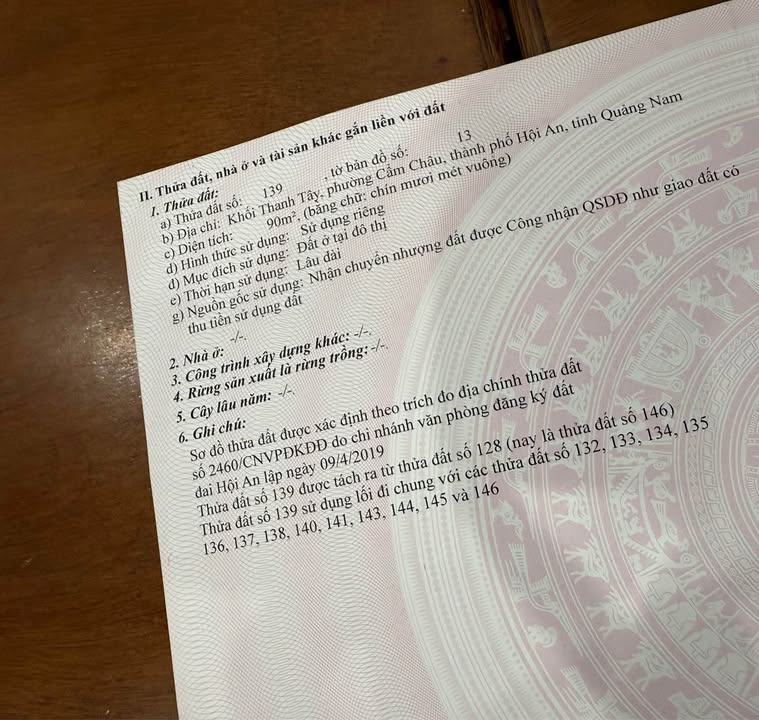 II. Thửa đất, nhà ở và tài sản khác gắn liền với đất
1. Thửa đất:
a) Thửa đất số: 139 , tờ bản đồ số: 13
b) Địa chỉ: Khối Thanh Tây, phường Cẩm Châu, thành phố Hội An, tỉnh Quảng Nam
c) Diện tích: 90m², (bằng chữ: chín mươi mét vuông)
d) Hình thức sử dụng: Sử dụng riêng
đ) Mục đích sử dụng: Đất ở tại đô thị
e) Thời hạn sử dụng: Lâu dài
g) Nguồn gốc sử dụng: Nhận chuyển nhượng đất được Công nhận QSDĐ như giao đất có
thu tiền sử dụng đất
2. Nhà ở: -/-.
3. Công trình xây dựng khác: -/-.
4. Rừng sản xuất là rừng trồng: -/-.
5. Cây lâu năm: -/-.
6. Ghi chú:
Sơ đồ thửa đất được xác định theo trích đo địa chính thửa đất
số 2460/CNVPĐKĐĐ do chi nhánh văn phòng đăng ký đất
đai Hội An lập ngày 09/4/2019
Thửa đất số 139 được tách ra từ thửa đất số 128 (nay là thửa đất số 146)
Thửa đất số 139 sử dụng lối đi chung với các thửa đất số 132, 133, 134, 135
136, 137, 138, 140, 141, 143, 144, 145 và 146